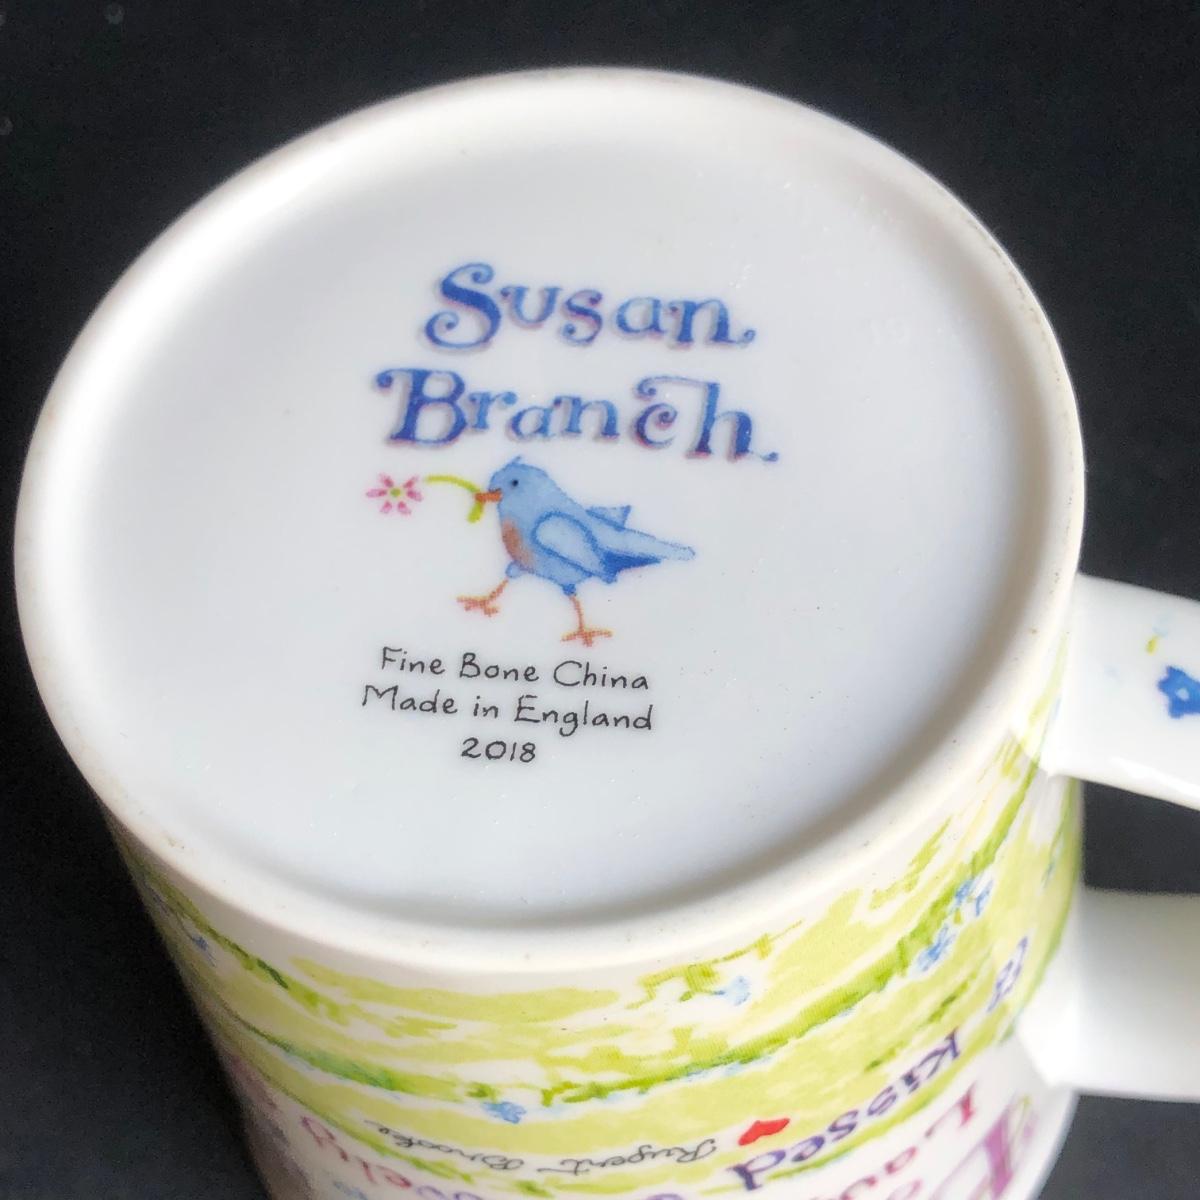 Susan
Branch
Fine Bone China
Made in England
2018
Kissed
Rupert Brooke